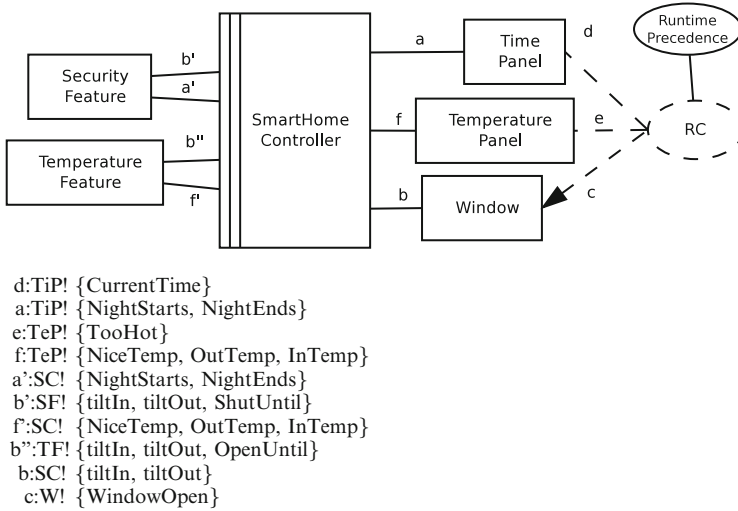 Security
Feature
b'
a'
Temperature
Feature
b"
f'
SmartHome
Controller
a
f
b
Time
Panel
Temperature
Panel
Window
d
e
c
Runtime
Precedence
RC
d:TiP! {CurrentTime}
a:TiP! {NightStarts, NightEnds}
e:TeP! {TooHot}
f:TeP! {NiceTemp, OutTemp, InTemp}
a':SC! {NightStarts, NightEnds}
b':SF! {tiltIn, tiltOut, ShutUntil}
f':SC! {NiceTemp, OutTemp, InTemp}
b”:TF! {tiltIn, tiltOut, OpenUntil}
b:SC! {tiltIn, tiltOut}
c:W! {WindowOpen}